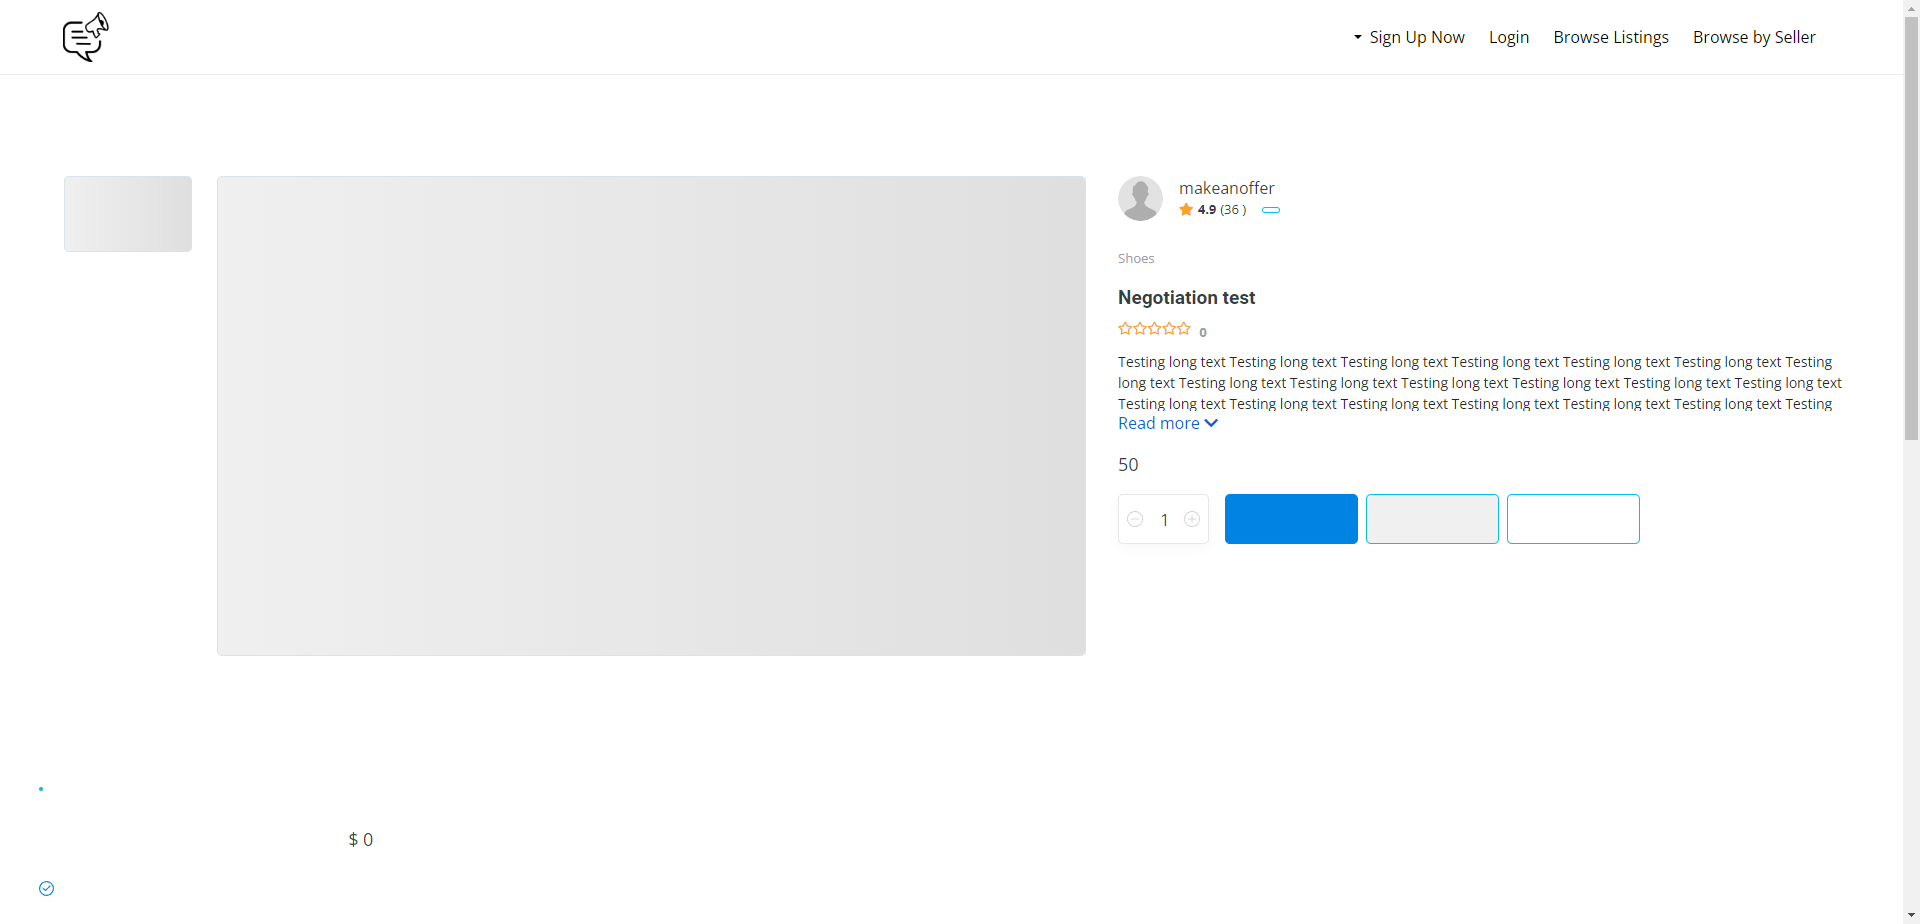 Sign Up Now Login Browse Listings Browse by Seller
makeanoffer
4.9 (36 )
Shoes
Negotiation test
0
Testing long text Testing long text Testing long text Testing long text Testing long text Testing long text Testing
long text Testing long text Testing long text Testing long text Testing long text Testing long text Testing long text
Testing long text Testing long text Testing long text Testing long text Testing long text Testing long text Testing
Read more
50
1
$ 0